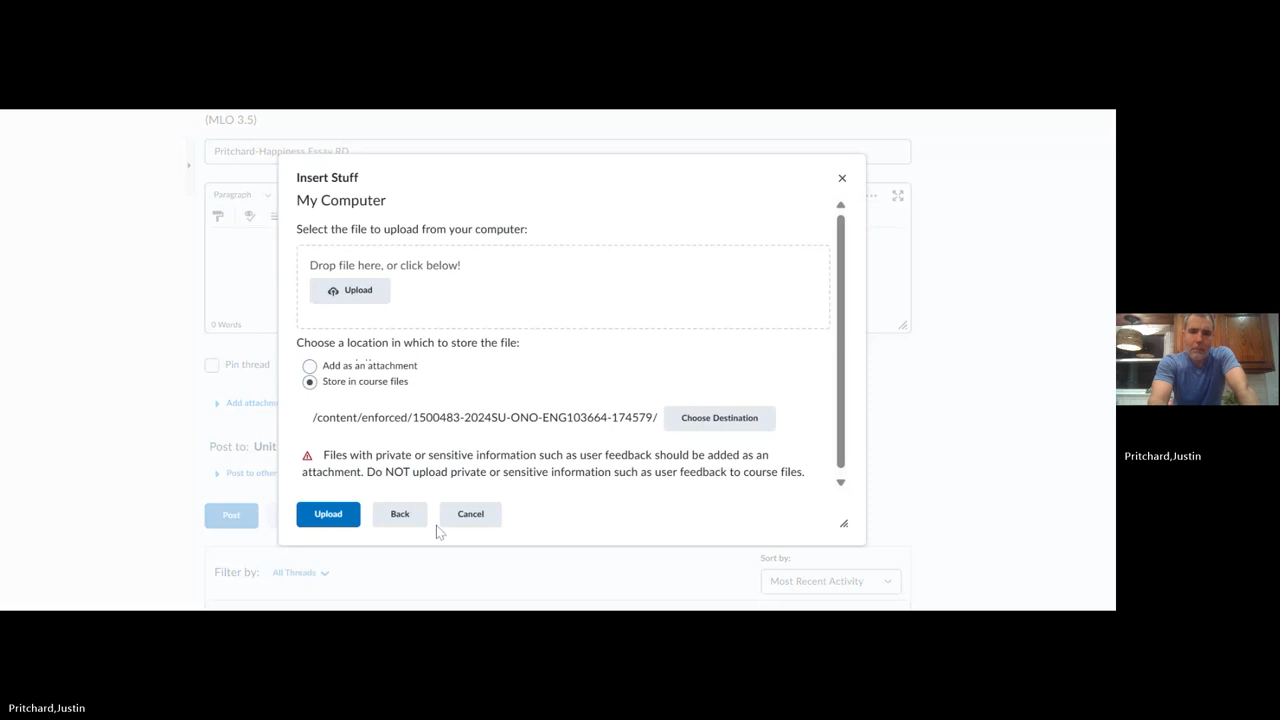 (MLO 3.5)
Pritchard-Happiness Essay RD
Insert Stuff
Paragraph
My Computer
Select the file to upload from your computer:
Drop file here, or click below!
Upload
0 Words
Choose a location in which to store the file:
Pin thread
Add as an attachment
Store in course files
Add attachm
/content/enforced/1500483-2024SU-ONO-ENG103664-174579/
Choose Destination
Post to: Unit
Files with private or sensitive information such as user feedback should be added as an
attachment. Do NOT upload private or sensitive information such as user feedback to course files.
Post to other
Post
Upload
Back
Cancel
Filter by: All Threads
Sort by:
Most Recent Activity
Pritchard,Justin
Pritchard,Justin